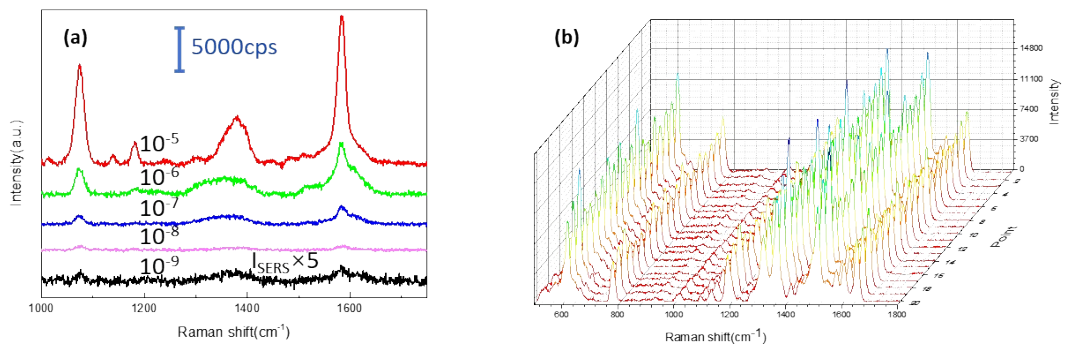 (a)
5000cps
10-5
10-6
10-7
10-8
10-9
ISERS×5
Intensity(a.u.)
1000 1200 1400 1600
Raman shift(cm-1)
(b)
14800
11100
7400
3700
0
Intensity
Point
14
600 800 1000 1200 1400 1600 1800
Raman shift(cm-1)